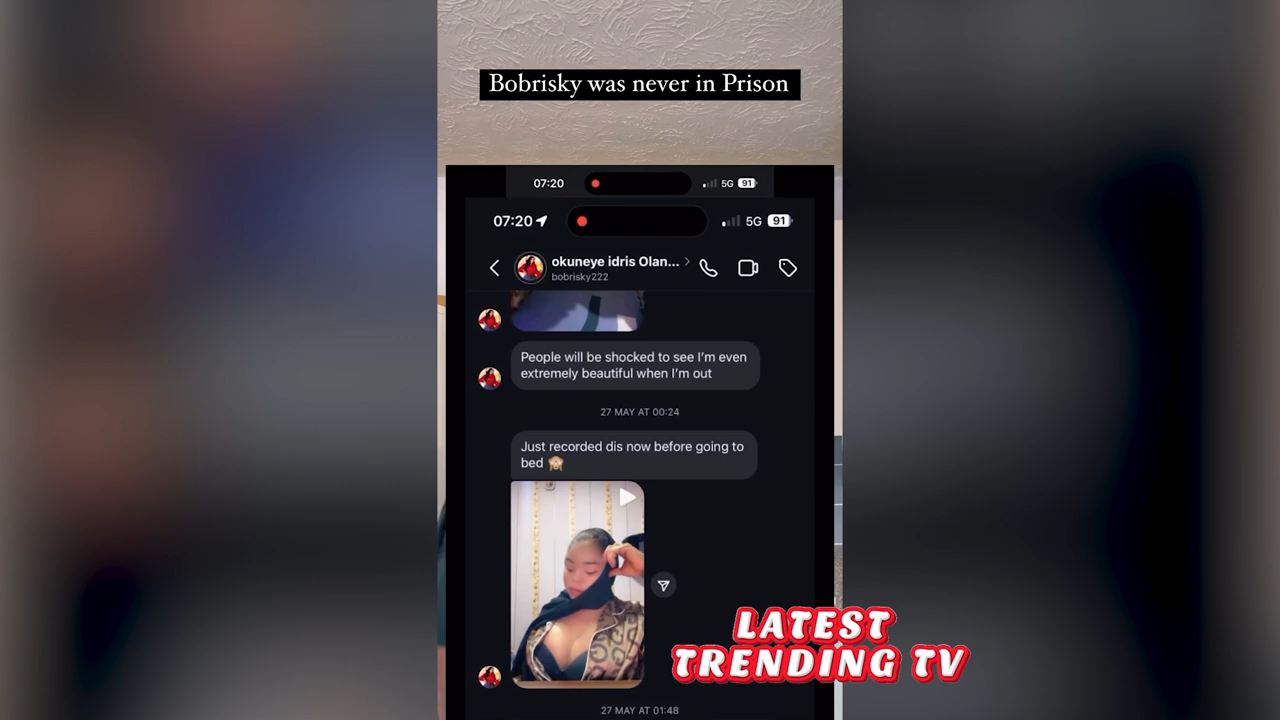 Bobrisky was never in Prison
07:20
5G 91
07:20
5G 91
okuneye idris Olan...
bobrisky222
People will be shocked to see I'm even
extremely beautiful when I'm out
27 MAY AT 00:24
Just recorded dis now before going to
bed 🙈
27 MAY AT 01:48
LATEST
TRENDING TV